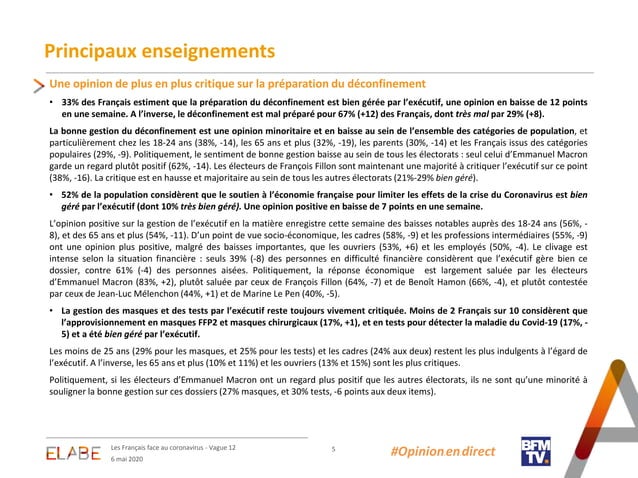 Principaux enseignements
Une opinion de plus en plus critique sur la préparation du déconfinement
• 33% des Français estiment que la préparation du déconfinement est bien gérée par l’exécutif, une opinion en baisse de 12 points
en une semaine. A l’inverse, le déconfinement est mal préparé pour 67% (+12) des Français, dont très mal par 29% (+8).
La bonne gestion du déconfinement est une opinion minoritaire et en baisse au sein de l’ensemble des catégories de population, et
particulièrement chez les 18-24 ans (38%, -14), les 65 ans et plus (32%, -19), les parents (30%, -14) et les Français issus des catégories
populaires (29%, -9). Politiquement, le sentiment de bonne gestion baisse au sein de tous les électorats : seul celui d’Emmanuel Macron
garde un regard plutôt positif (62%, -14). Les électeurs de François Fillon sont maintenant une majorité à critiquer l’exécutif sur ce point
(38%, -16). La critique est en hausse et majoritaire au sein de tous les autres électorats (21%-29% bien géré).
• 52% de la population considèrent que le soutien à l’économie française pour limiter les effets de la crise du Coronavirus est bien
géré par l’exécutif (dont 10% très bien géré). Une opinion positive en baisse de 7 points en une semaine.
L’opinion positive sur la gestion de l’exécutif en la matière enregistre cette semaine des baisses notables auprès des 18-24 ans (56%, -
8), et des 65 ans et plus (54%, -11). D’un point de vue socio-économique, les cadres (58%, -9) et les professions intermédiaires (55%, -9)
ont une opinion plus positive, malgré des baisses importantes, que les ouvriers (53%, +6) et les employés (50%, -4). Le clivage est
intense selon la situation financière : seuls 39% (-8) des personnes en difficulté financière considèrent que l’exécutif gère bien ce
dossier, contre 61% (-4) des personnes aisées. Politiquement, la réponse économique est largement saluée par les électeurs
d’Emmanuel Macron (83%, +2), plutôt saluée par ceux de François Fillon (64%, -7) et de Benoît Hamon (66%, -4), et plutôt contestée
par ceux de Jean-Luc Mélenchon (44%, +1) et de Marine Le Pen (40%, -5).
• La gestion des masques et des tests par l’exécutif reste toujours vivement critiquée. Moins de 2 Français sur 10 considèrent que
l’approvisionnement en masques FFP2 et masques chirurgicaux (17%, +1), et en tests pour détecter la maladie du Covid-19 (17%, -
5) et a été bien géré par l’exécutif.
Les moins de 25 ans (29% pour les masques, et 25% pour les tests) et les cadres (24% aux deux) restent les plus indulgents à l’égard de
l’exécutif. A l’inverse, les 65 ans et plus (10% et 11%) et les ouvriers (13% et 15%) sont les plus critiques.
Politiquement, si les électeurs d’Emmanuel Macron ont un regard plus positif que les autres électorats, ils ne sont qu’une minorité à
souligner la bonne gestion sur ces dossiers (27% masques, et 30% tests, -6 points aux deux items).
ELABE
Les Français face au coronavirus - Vague 12
6 mai 2020
5
#Opinionendirect
BFM
TV.